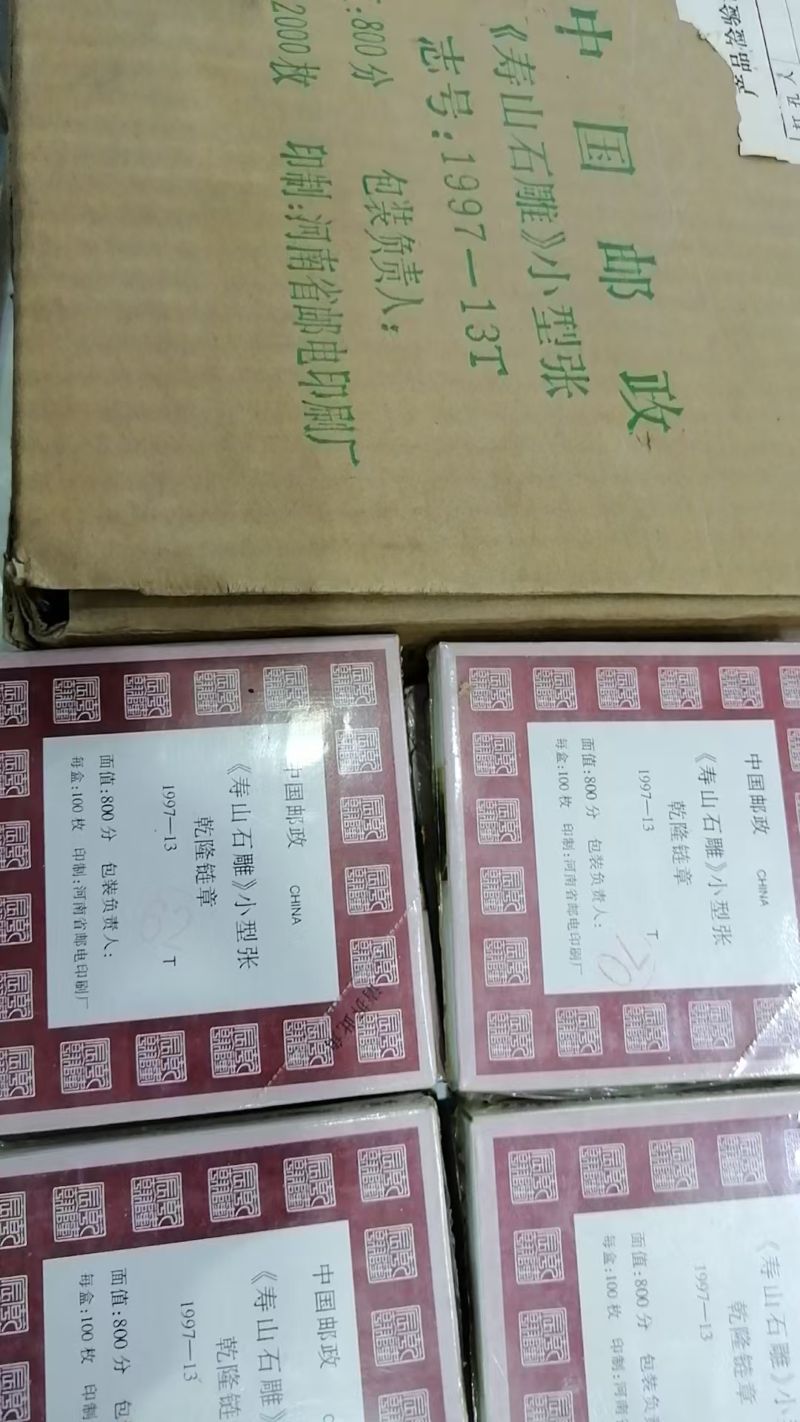 中国邮政
《寿山石雕》小型张
志号:1997—13T
:800分 包装负责人:
2000枚 印制:河南省邮电印刷厂
中国邮政 CHINA
《寿山石雕》小型张
乾隆链章
1997—13 T
面值:800分 包装负责人:
每盒:100枚 印制:河南省邮电印刷厂
中国邮政 CHINA
《寿山石雕》小型张
乾隆链章
1997—13 T
面值:800分 包装负责人:
每盒:100枚 印制:河南省邮电印刷厂
中国邮政
《寿山石雕》
乾隆链
1997—13
面值:800分 包
每盒:100枚 印制
《寿山石雕》小
乾隆链章
1997—13
面值:800分 包装
每盒:100枚 印制:河南